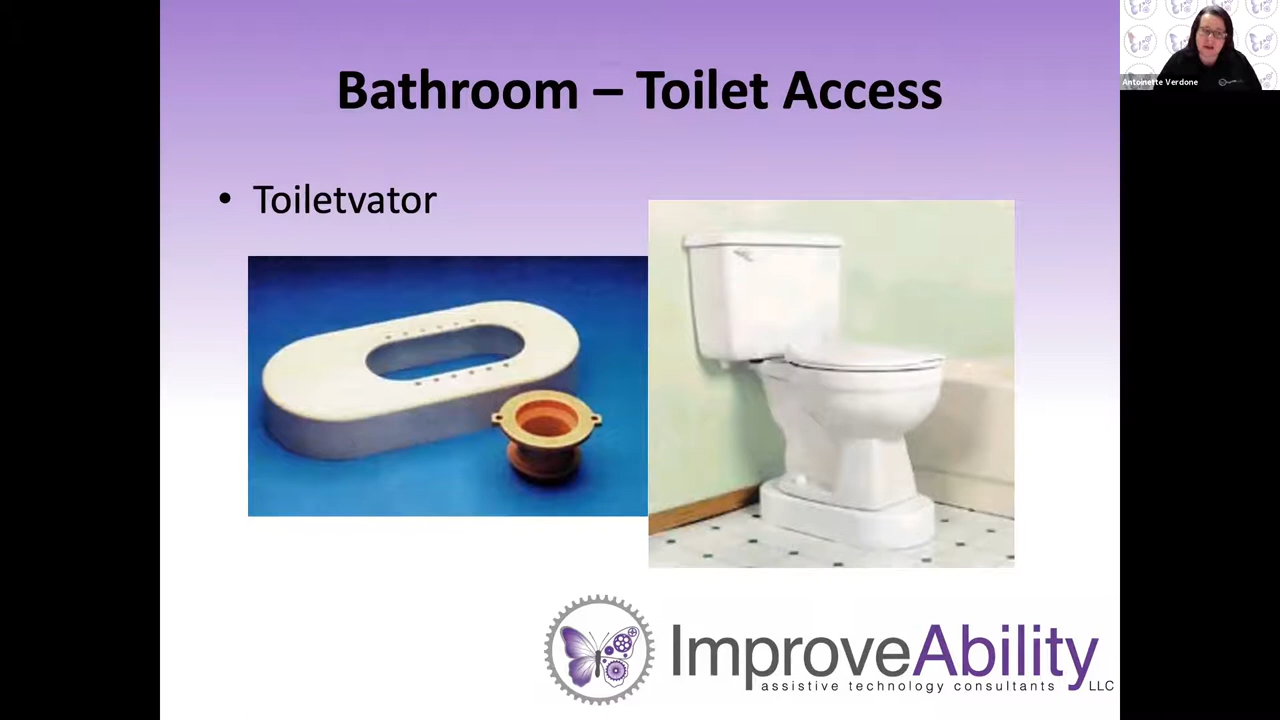 Bathroom – Toilet Access
Antoinette Verdone
• Toiletvator
ImproveAbility
assistive technology consultants LLC